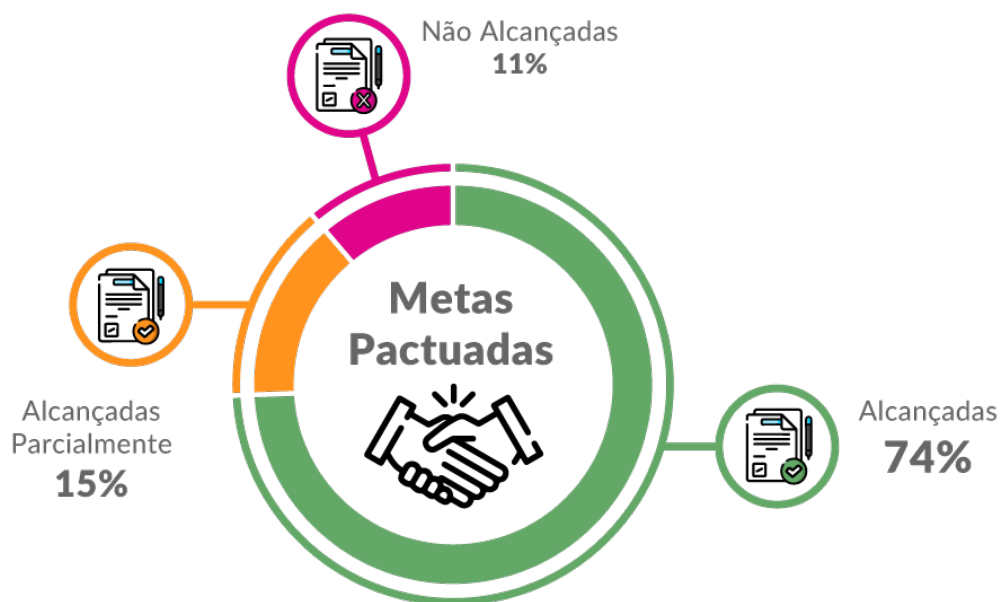 Não Alcançadas
11%
Metas
Pactuadas
Alcançadas
Parcialmente
15%
Alcançadas
74%